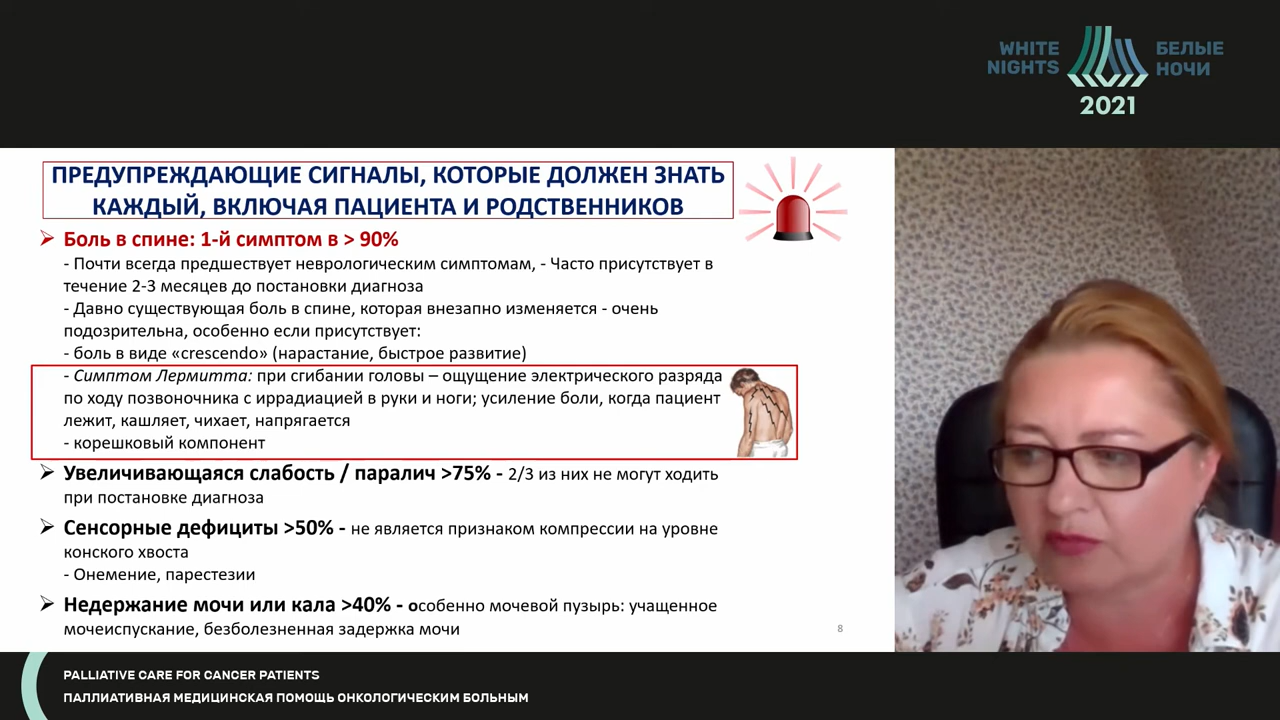 WHITE
NIGHTS
БЕЛЫЕ
НОЧИ
2021
ПРЕДУПРЕЖДАЮЩИЕ СИГНАЛЫ, КОТОРЫЕ ДОЛЖЕН ЗНАТЬ
КАЖДЫЙ, ВКЛЮЧАЯ ПАЦИЕНТА И РОДСТВЕННИКОВ
➢ Боль в спине: 1-й симптом в > 90%
- Почти всегда предшествует неврологическим симптомам, - Часто присутствует в
течение 2-3 месяцев до постановки диагноза
- Давно существующая боль в спине, которая внезапно изменяется - очень
подозрительна, особенно если присутствует:
- боль в виде «crescendo» (нарастание, быстрое развитие)
- Симптом Лермитта: при сгибании головы – ощущение электрического разряда
по ходу позвоночника с иррадиацией в руки и ноги; усиление боли, когда пациент
лежит, кашляет, чихает, напрягается
- корешковый компонент
➢ Увеличивающаяся слабость / паралич >75% - 2/3 из них не могут ходить
при постановке диагноза
➢ Сенсорные дефициты >50% - не является признаком компрессии на уровне
конского хвоста
- Онемение, парестезии
➢ Недержание мочи или кала >40% - особенно мочевой пузырь: учащенное
мочеиспускание, безболезненная задержка мочи
8
PALLIATIVE CARE FOR CANCER PATIENTS
ПАЛЛИАТИВНАЯ МЕДИЦИНСКАЯ ПОМОЩЬ ОНКОЛОГИЧЕСКИМ БОЛЬНЫМ